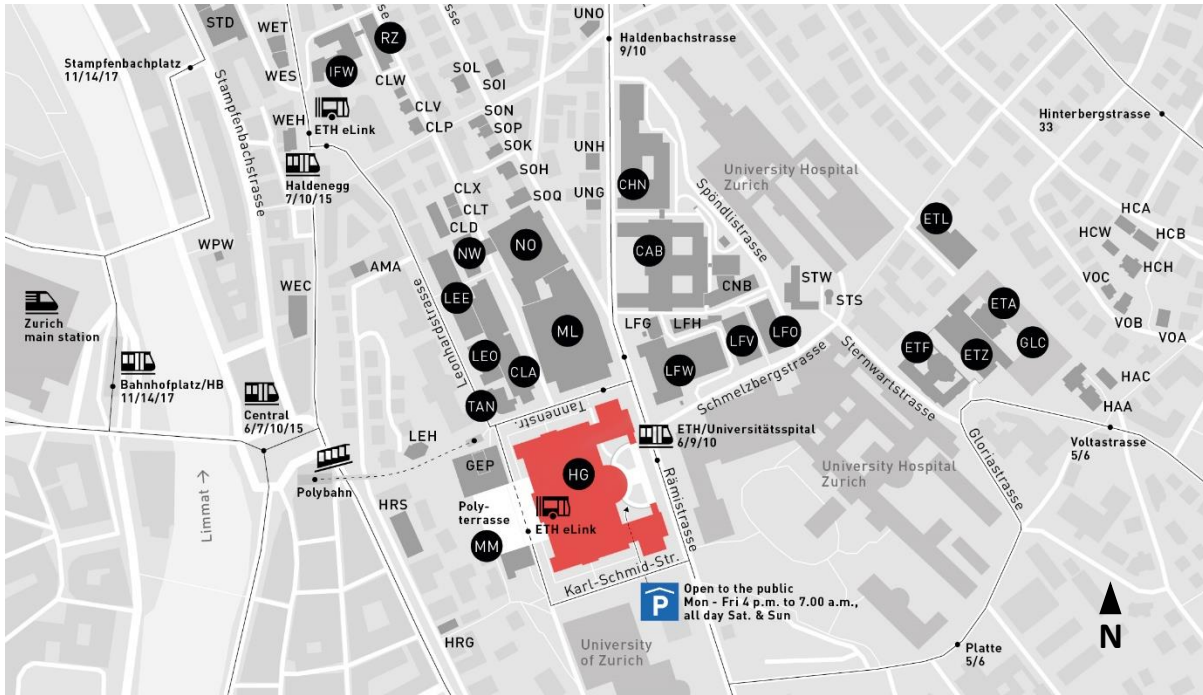 STD
WET
RZ
UNO
Haldenbachstrasse
9/10
Stampfenbachplatz
11/14/17
WES
IFW
CLW
SOL
SOI
Stampfenbachstrasse
WEH
ETH eLink
CLV
CLP
SON
SOP
SOK
UNH
Hinterbergstrasse
33
Haldenegg
7/10/15
SOH
CLX
CLT
CLD
SOQ
UNG
CHN
University Hospital
Zurich
Spöndlistrasse
ETL
HCA
HCW
HCB
HCH
WPW
AMA
NW
NO
CAB
VOC
WEC
LEE
CNB
STW
STS
ETA
VOB
VOA
Zurich
main station
Leonhardstrasse
ML
LFG
LFH
LFV
LFO
ETF
ETZ
GLC
LEO
CLA
LFW
Bahnhofplatz/HB
11/14/17
Schmelzbergstrasse
Sternwartstrasse
HAC
HAA
Central
6/7/10/15
TAN
Tannenstr.
LEH
ETH/Universitätsspital
6/9/10
Gloriastrasse
Voltastrasse
5/6
Limmat →
Polybahn
GEP
HG
University Hospital
Zurich
HRS
Poly-
terrasse
Rämistrasse
MM
ETH eLink
Karl-Schmid-Str.
P
Open to the public
Mon - Fri 4 p.m. to 7.00 a.m.,
all day Sat. & Sun
N
HRG
University
of Zurich
Platte
5/6